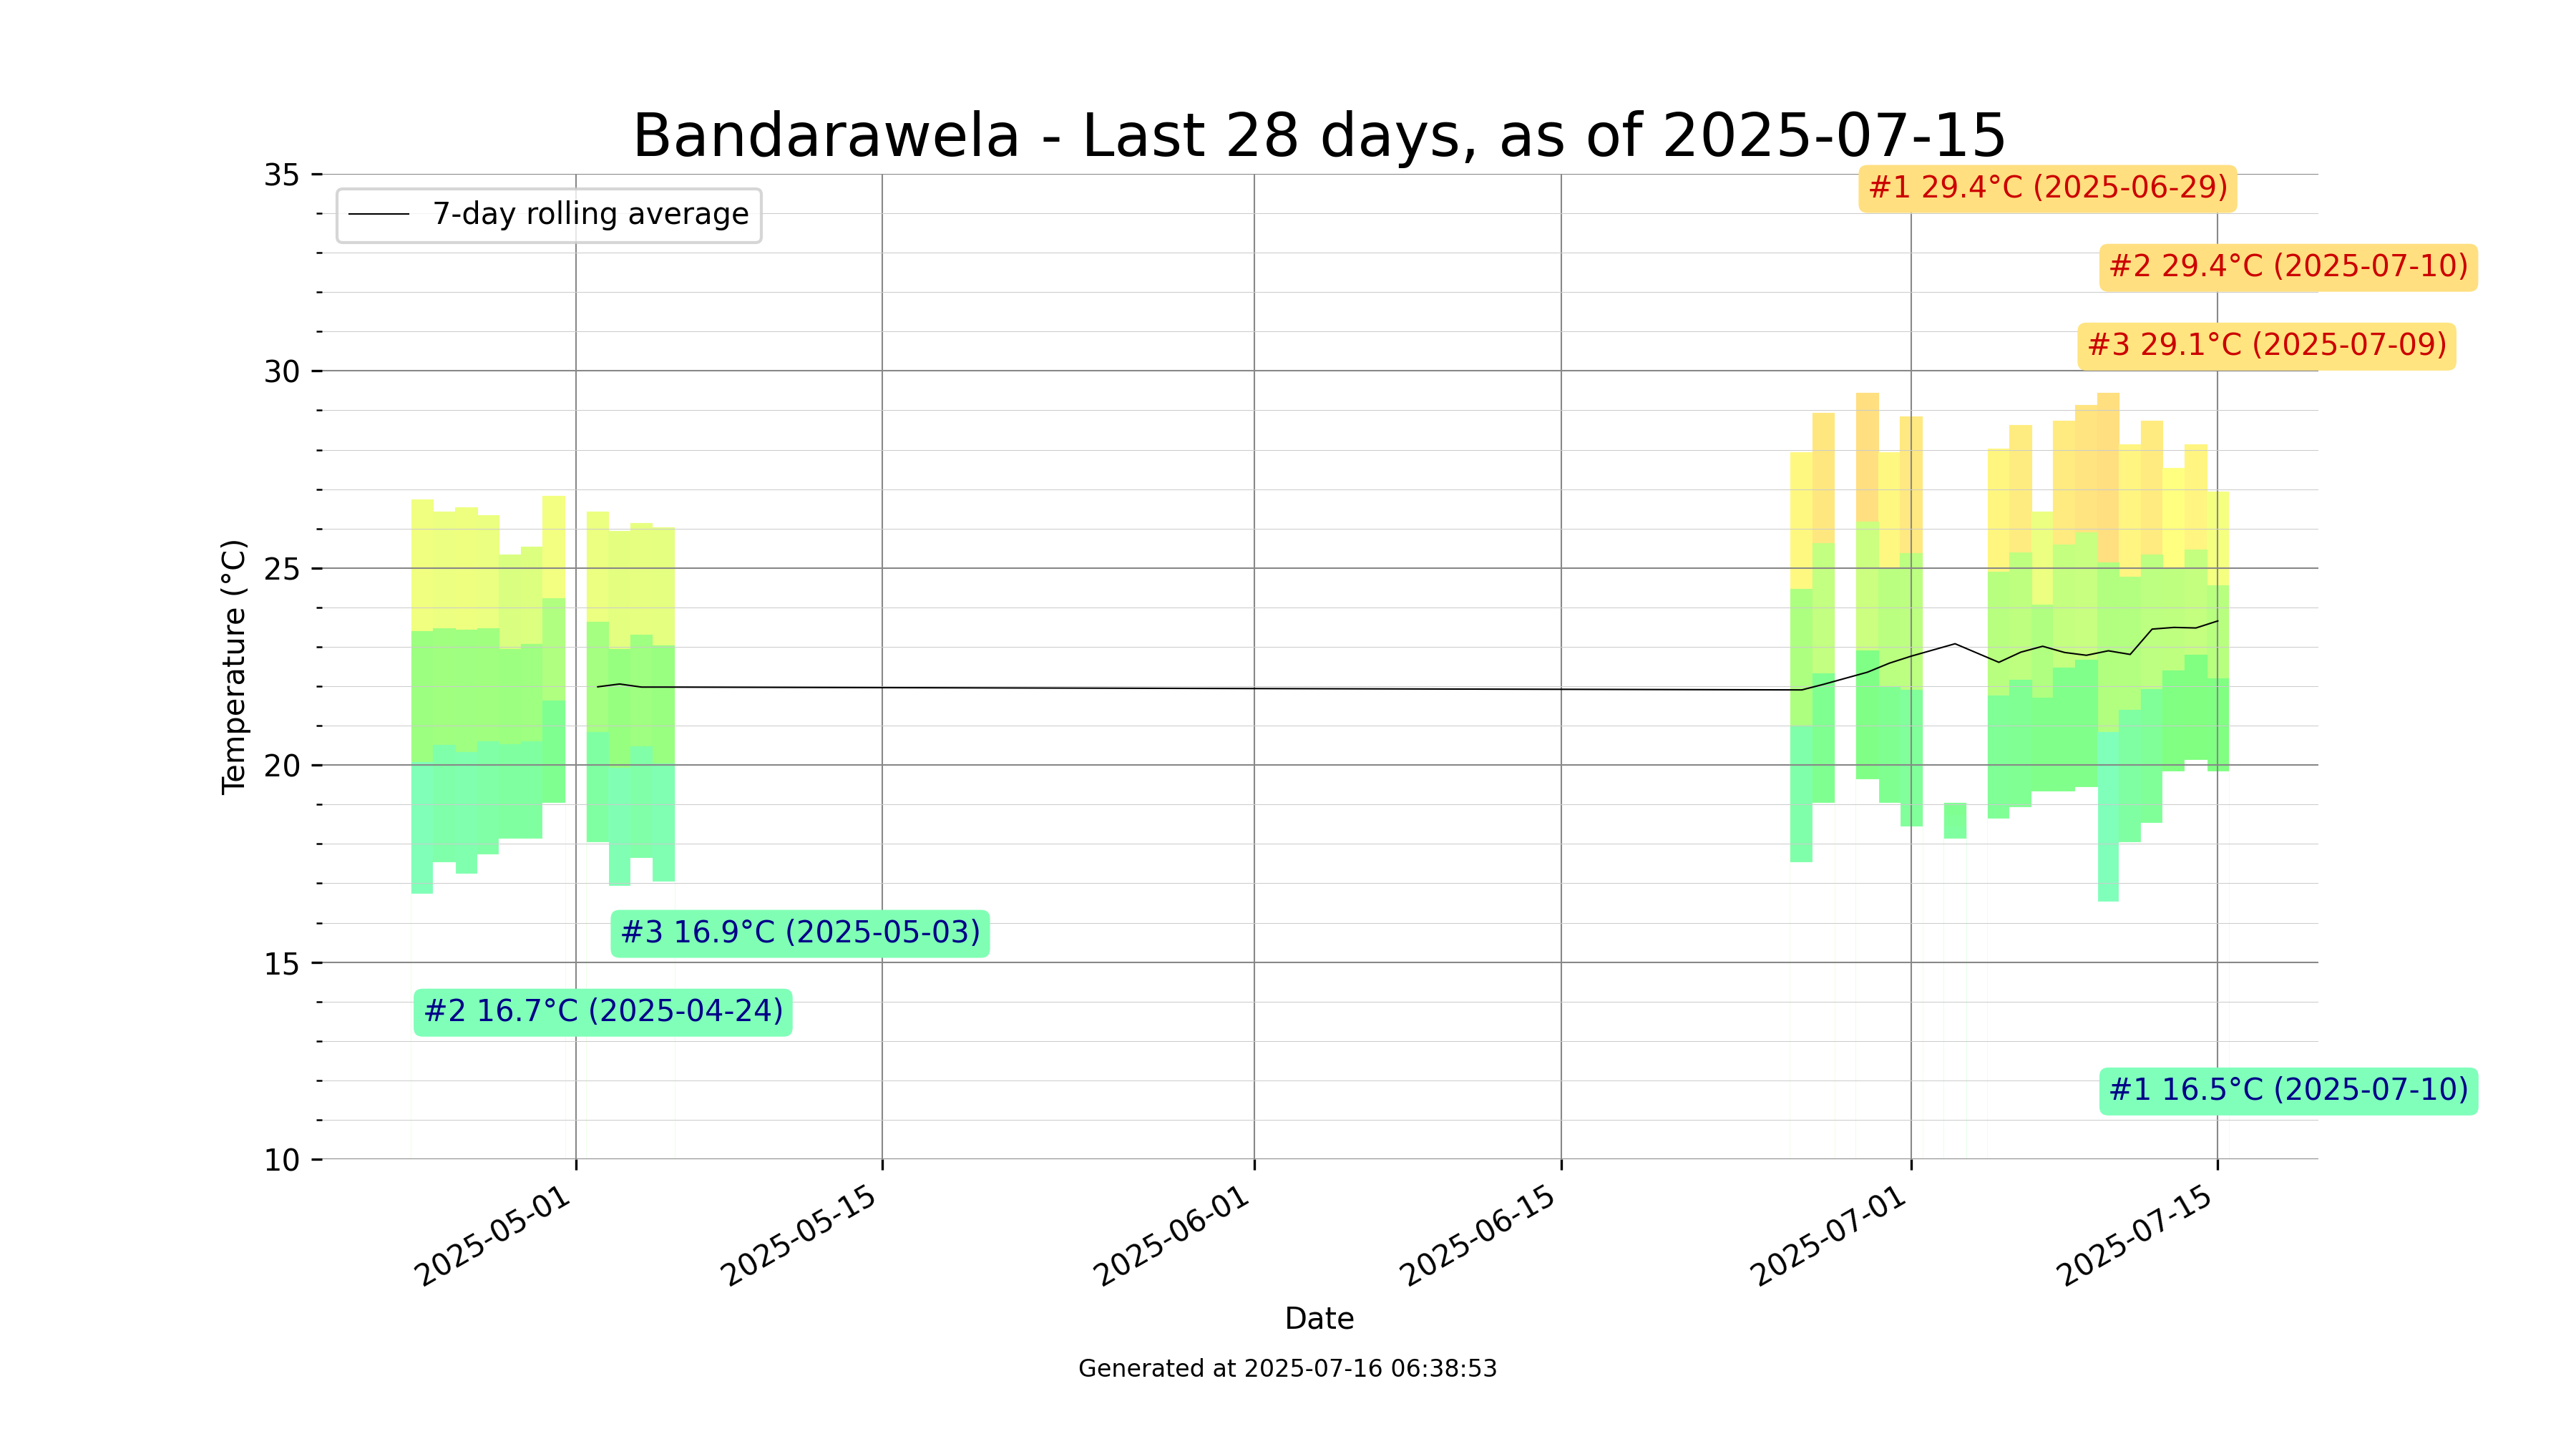 Bandarawela - Last 28 days, as of 2025-07-15
35
#1 29.4°C (2025-06-29)
7-day rolling average
#2 29.4°C (2025-07-10)
#3 29.1°C (2025-07-09)
30
25
Temperature (°C)
20
#3 16.9°C (2025-05-03)
15
#2 16.7°C (2025-04-24)
#1 16.5°C (2025-07-10)
10
2025-05-01
2025-05-15
2025-06-01
2025-06-15
2025-07-01
2025-07-15
Date
Generated at 2025-07-16 06:38:53